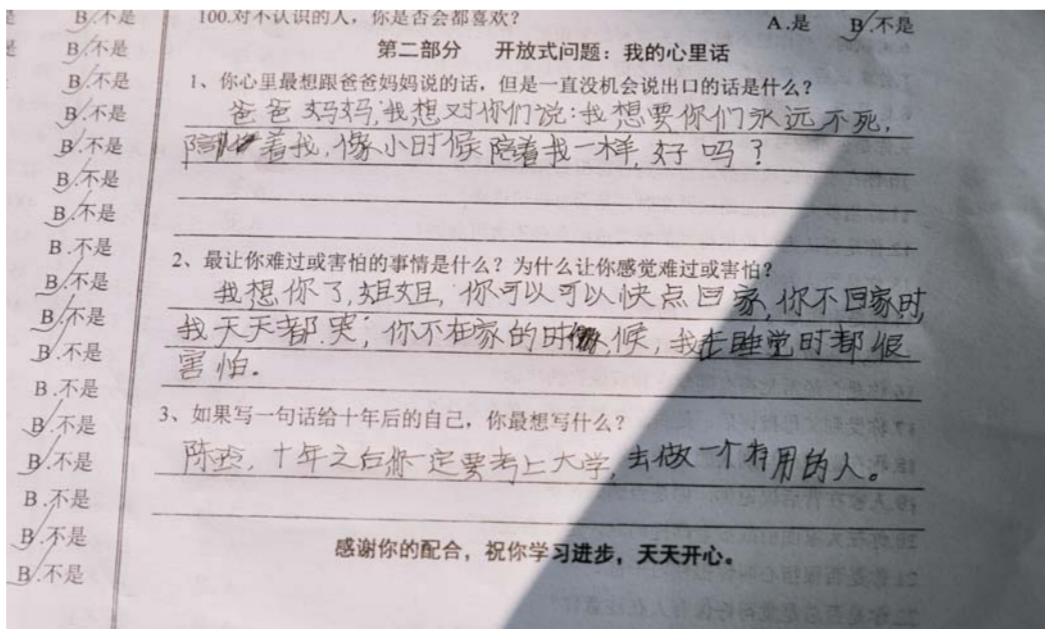 B.不是
100.对不认识的人，你是否会都喜欢？ A.是 B.不是
B.不是
第二部分 开放式问题：我的心里话
B.不是
1、你心里最想跟爸爸妈妈说的话，但是一直没机会说出口的话是什么？
B.不是
爸爸妈妈,我想对你们说:我想要你们永远不死,
B.不是
陪着我,像小时候陪着我一样,好吗?
B.不是
B.不是
B.不是
2、最让你难过或害怕的事情是什么？为什么让你感觉难过或害怕？
B.不是
我想你了,姐姐,你可以可以快点回家,你不回家时,
B.不是
我天天都哭;你不在家的时候,我在睡觉时都很
B.不是
害怕.
B.不是
3、如果写一句话给十年后的自己，你最想写什么？
B.不是
陈玲,十年之后你一定要考上大学,去做一个有用的人。
B.不是
B.不是
B.不是
感谢你的配合，祝你学习进步，天天开心。
B.不是